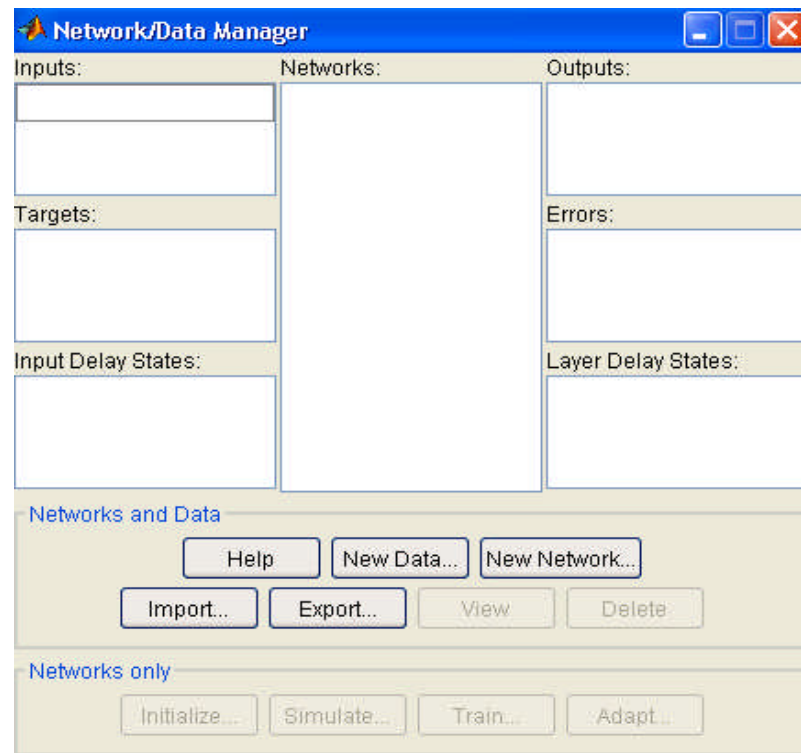 Network/Data Manager
Inputs: Networks: Outputs:
Targets: Errors:
Input Delay States: Layer Delay States:
Networks and Data
Help New Data... New Network...
Import... Export... View Delete
Networks only
Initialize... Simulate... Train... Adapt...